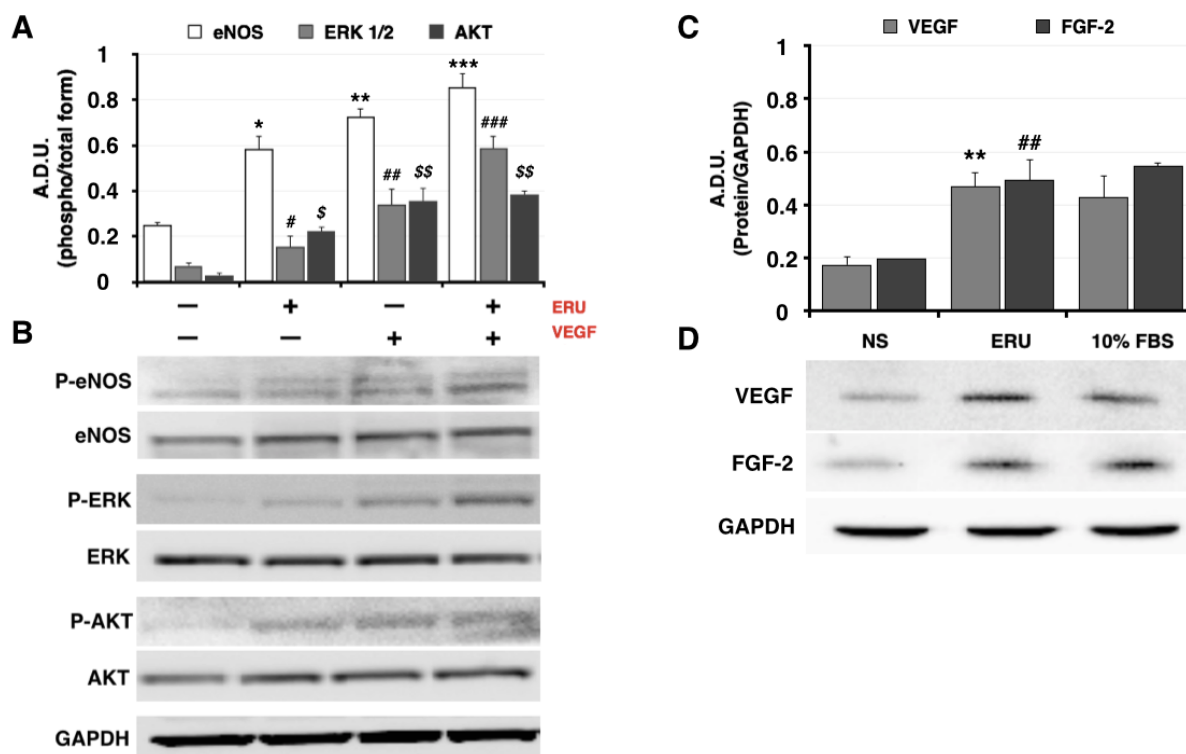 A
eNOS ERK 1/2 AKT
A.D.U.
(phospho/total form)
1
0.8
0.6
0.4
0.2
0
*
**
***
#
$
##
$$
###
$$
− + − + ERU
− − + + VEGF
B
P-eNOS
eNOS
P-ERK
ERK
P-AKT
AKT
GAPDH
C
VEGF FGF-2
A.D.U.
(Protein/GAPDH)
1
0.8
0.6
0.4
0.2
0
**
##
NS ERU 10% FBS
D
VEGF
FGF-2
GAPDH